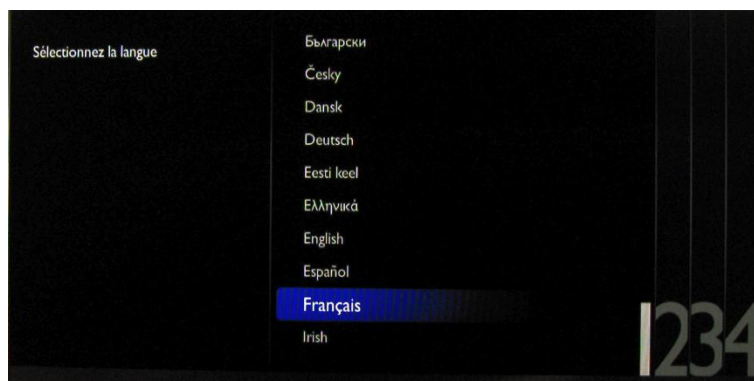 Sélectionnez la langue
Български
Česky
Dansk
Deutsch
Eesti keel
Ελληνικά
English
Español
Français
Irish
1234